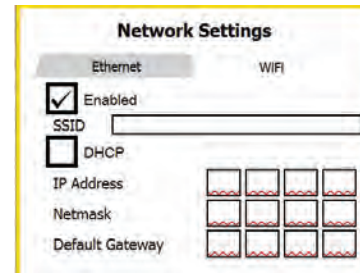 Network Settings
Ethernet WIFI
Enabled
SSID
DHCP
IP Address
Netmask
Default Gateway